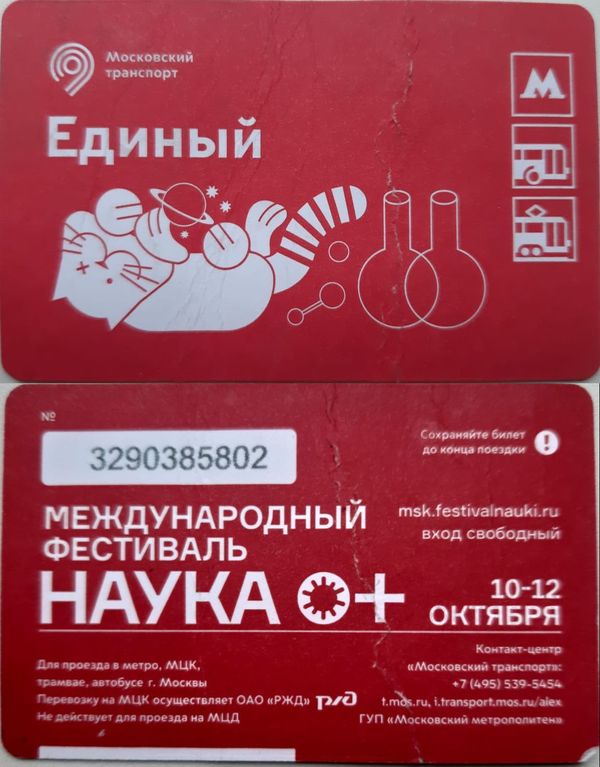 Московский
транспорт
Единый
М
№
3290385802
Сохраняйте билет
до конца поездки
!
МЕЖДУНАРОДНЫЙ
ФЕСТИВАЛЬ
НАУКА 0+
msk.festivalnauki.ru
вход свободный
10-12
ОКТЯБРЯ
Для проезда в метро, МЦК,
трамвае, автобусе г. Москвы
Перевозку на МЦК осуществляет ОАО «РЖД» РЖД
Не действует для проезда на МЦД
Контакт-центр
«Московский транспорт»:
+7 (495) 539-5454
t.mos.ru, i.transport.mos.ru/alex
ГУП «Московский метрополитен»